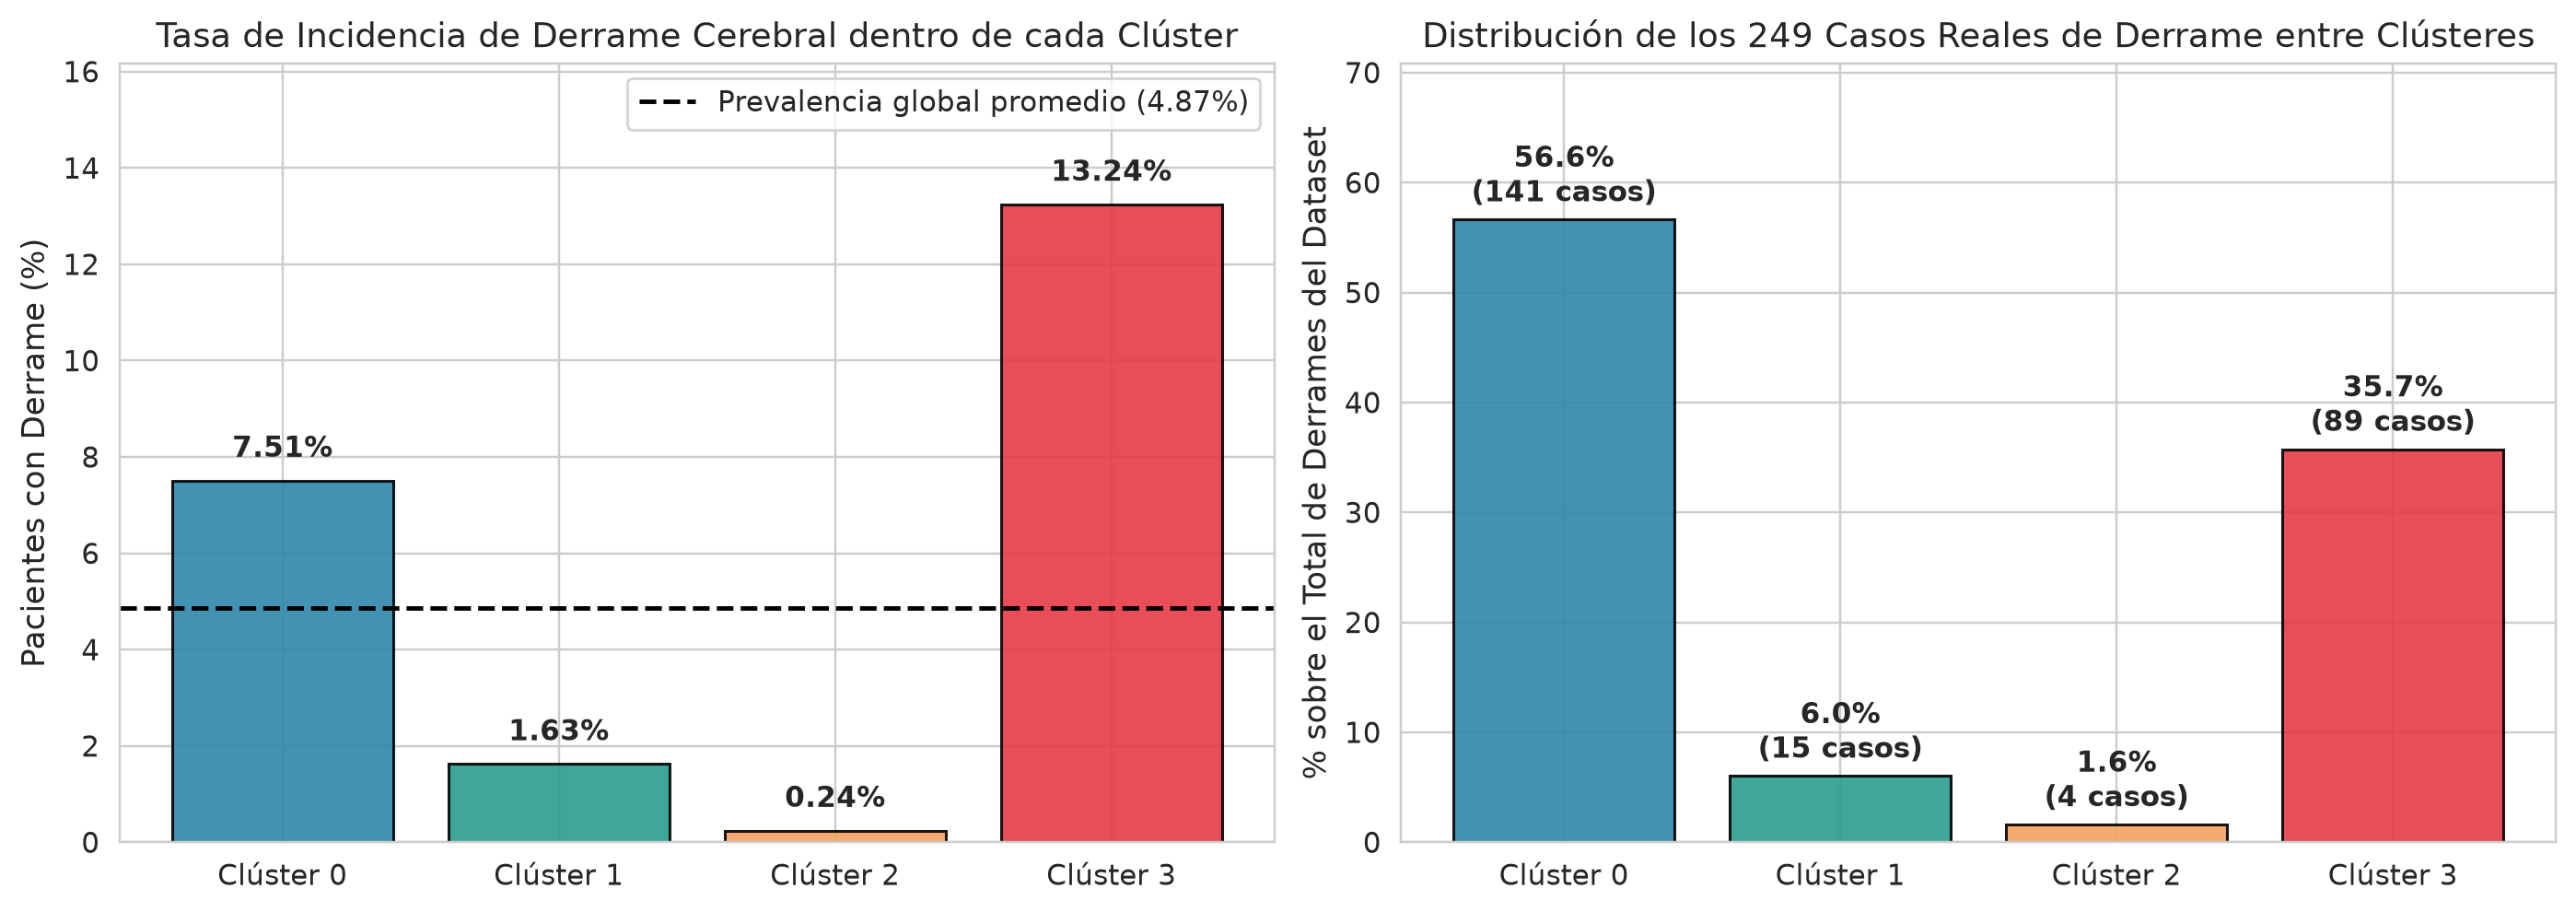 Tasa de Incidencia de Derrame Cerebral dentro de cada Clúster
Pacientes con Derrame (%)
16
14
12
10
8
6
4
2
0
Prevalencia global promedio (4.87%)
7.51%
1.63%
0.24%
13.24%
Clúster 0
Clúster 1
Clúster 2
Clúster 3
Distribución de los 249 Casos Reales de Derrame entre Clústeres
% sobre el Total de Derrames del Dataset
70
60
50
40
30
20
10
0
56.6%
(141 casos)
6.0%
(15 casos)
1.6%
(4 casos)
35.7%
(89 casos)
Clúster 0
Clúster 1
Clúster 2
Clúster 3